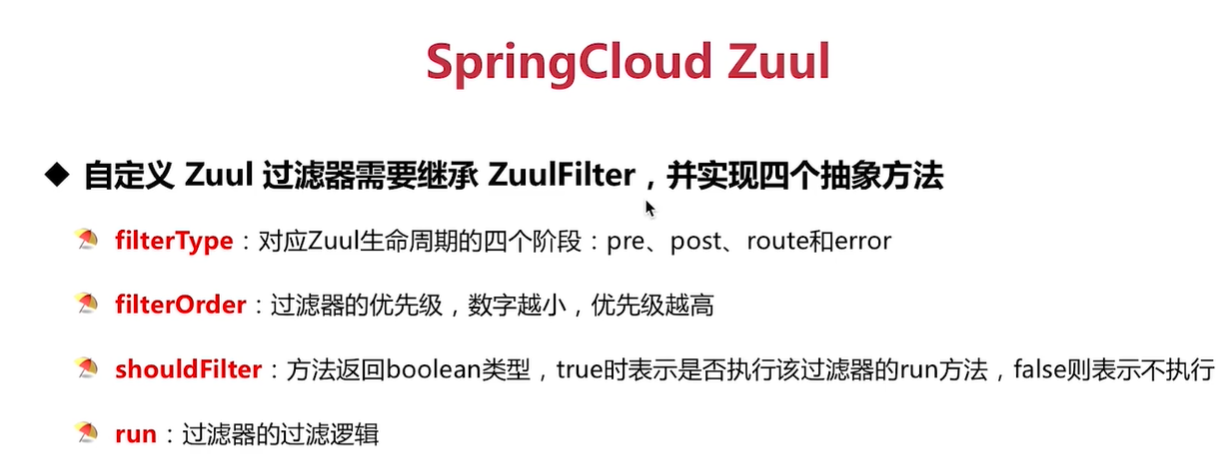 SpringCloud Zuul
自定义 Zuul 过滤器需要继承 ZuulFilter，并实现四个抽象方法
filterType：对应Zuul生命周期的四个阶段：pre、post、route和error
filterOrder：过滤器的优先级，数字越小，优先级越高
shouldFilter：方法返回boolean类型，true时表示是否执行该过滤器的run方法，false则表示不执行
run：过滤器的过滤逻辑